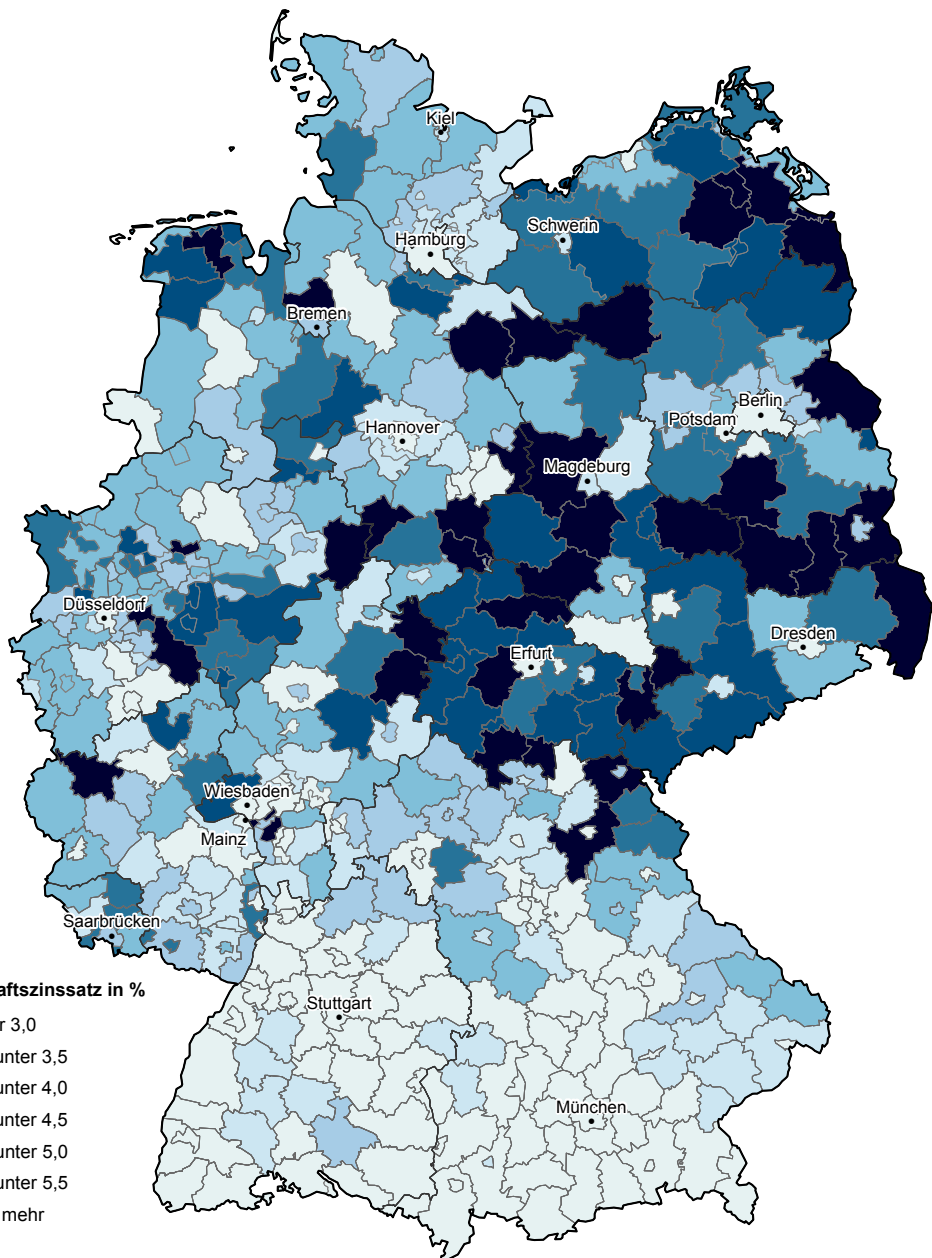 Kiel
Schwerin
Hamburg
Bremen
Berlin
Potsdam
Hannover
Magdeburg
Düsseldorf
Dresden
Erfurt
Wiesbaden
Mainz
Saarbrücken
aftszinssatz in %
r 3,0
unter 3,5
unter 4,0
unter 4,5
unter 5,0
unter 5,5
mehr
Stuttgart
München